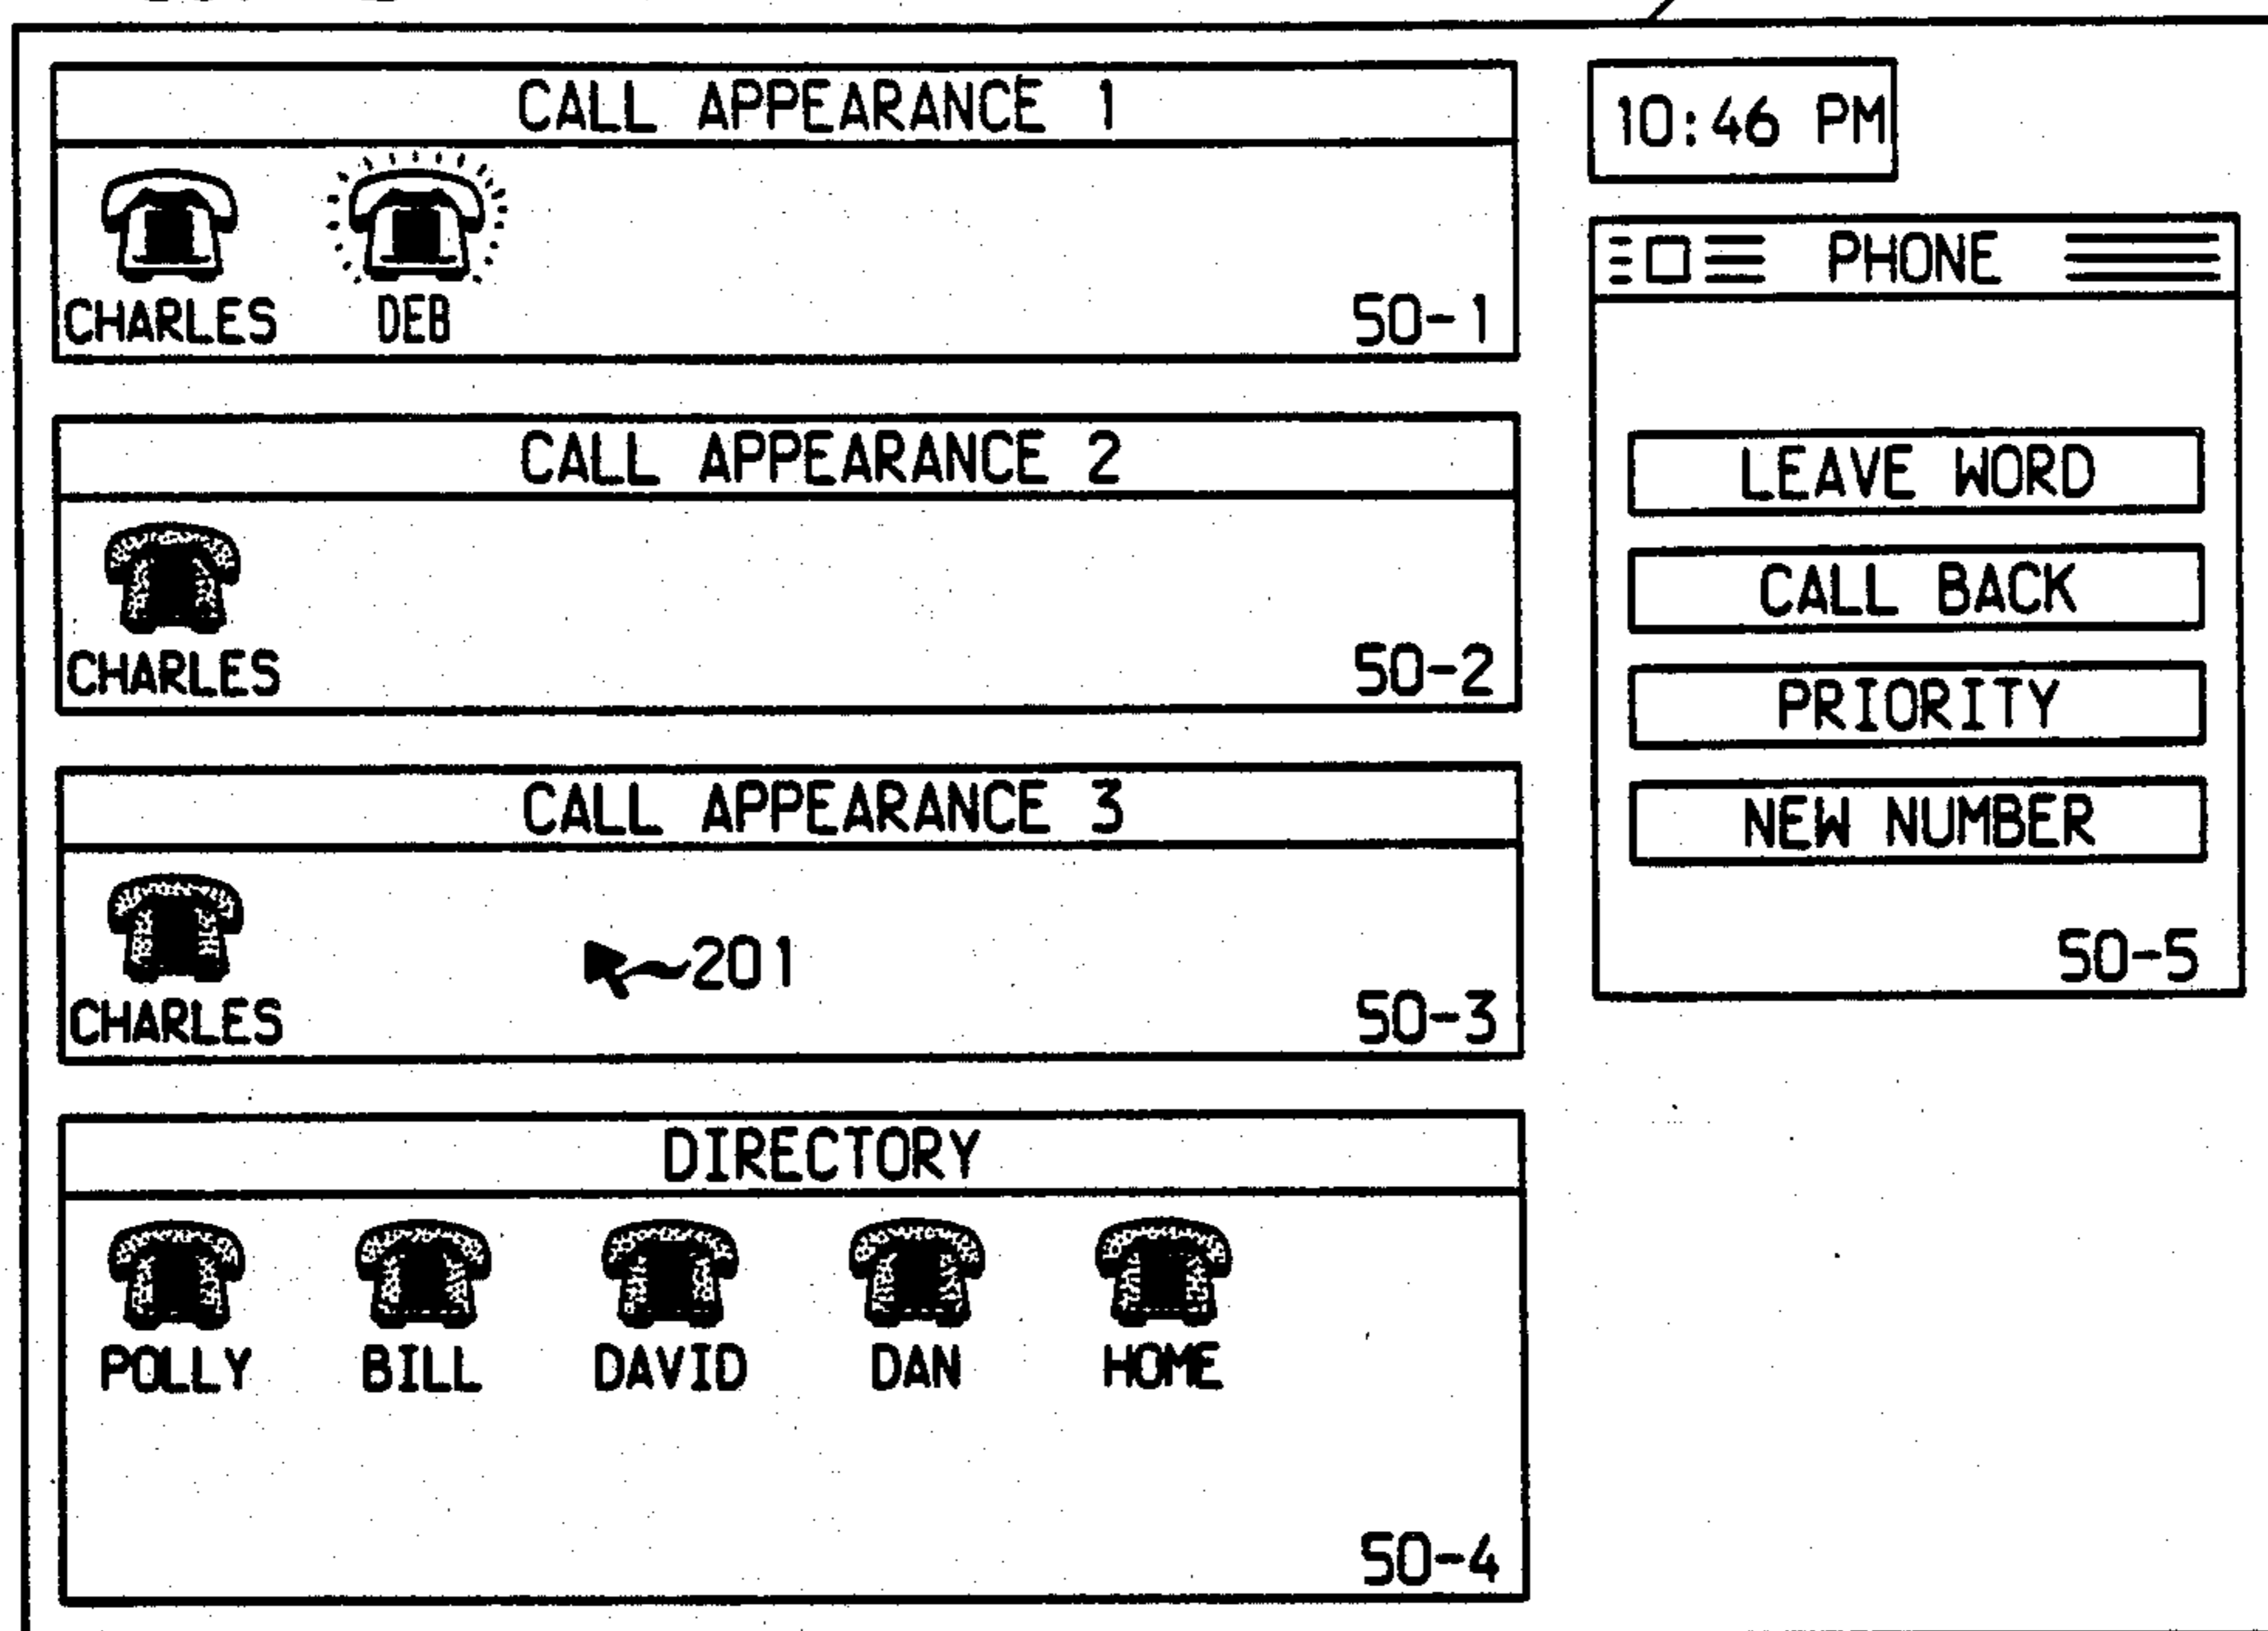 CALL APPEARANCE 1
CHARLES DEB
50-1
CALL APPEARANCE 2
CHARLES
50-2
CALL APPEARANCE 3
201
CHARLES
50-3
DIRECTORY
POLLY BILL DAVID DAN HOME
50-4
10:46 PM
PHONE
LEAVE WORD
CALL BACK
PRIORITY
NEW NUMBER
50-5